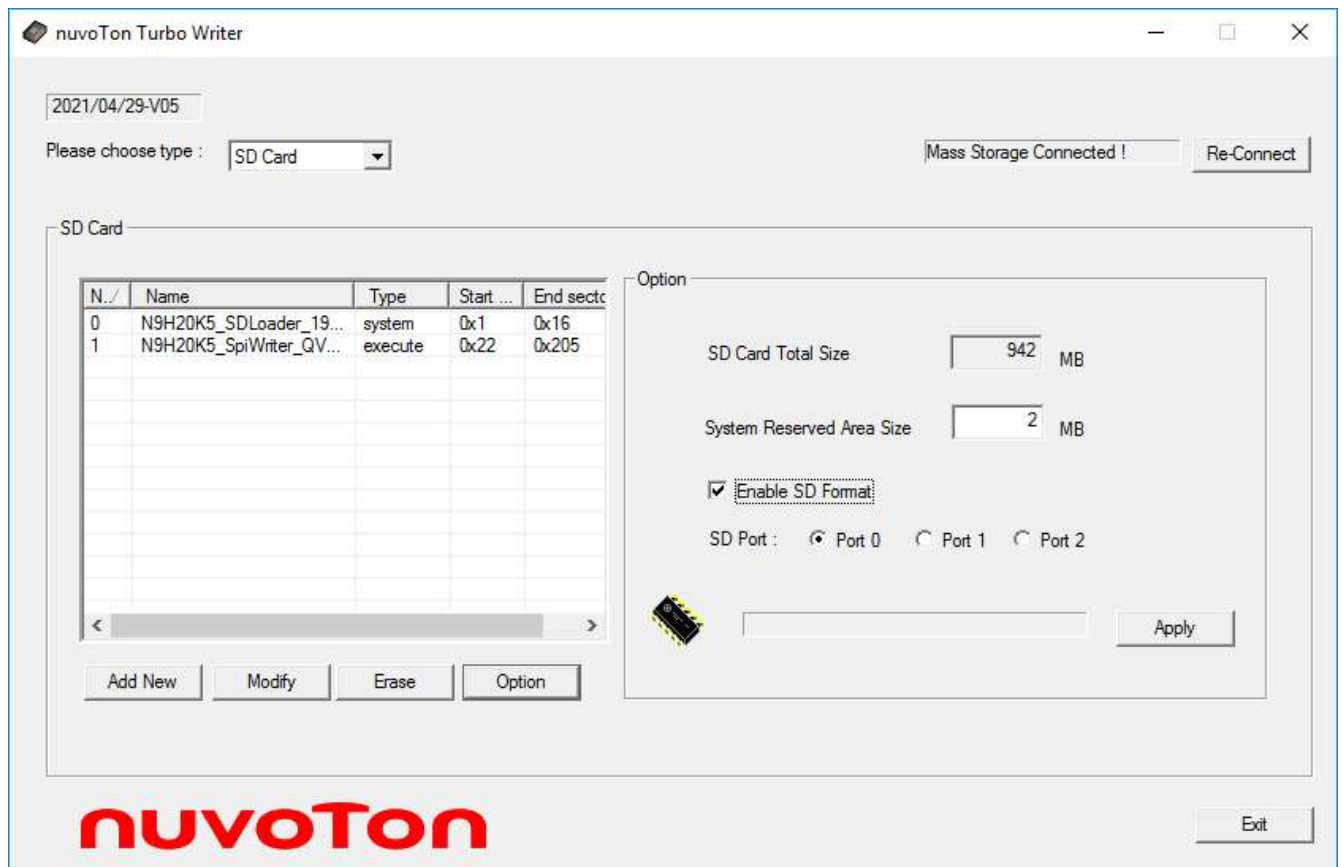 nuvoTon Turbo Writer
2021/04/29-V05
Please choose type : SD Card
Mass Storage Connected ! Re-Connect
SD Card
N../ Name Type Start ... End secto
0 N9H20K5_SDLoader_19... system 0x1 0x16
1 N9H20K5_SpiWriter_QV... execute 0x22 0x205
Option
SD Card Total Size 942 MB
System Reserved Area Size 2 MB
Enable SD Format
SD Port : Port 0 Port 1 Port 2
Apply
Add New Modify Erase Option
nuvoTon
Exit